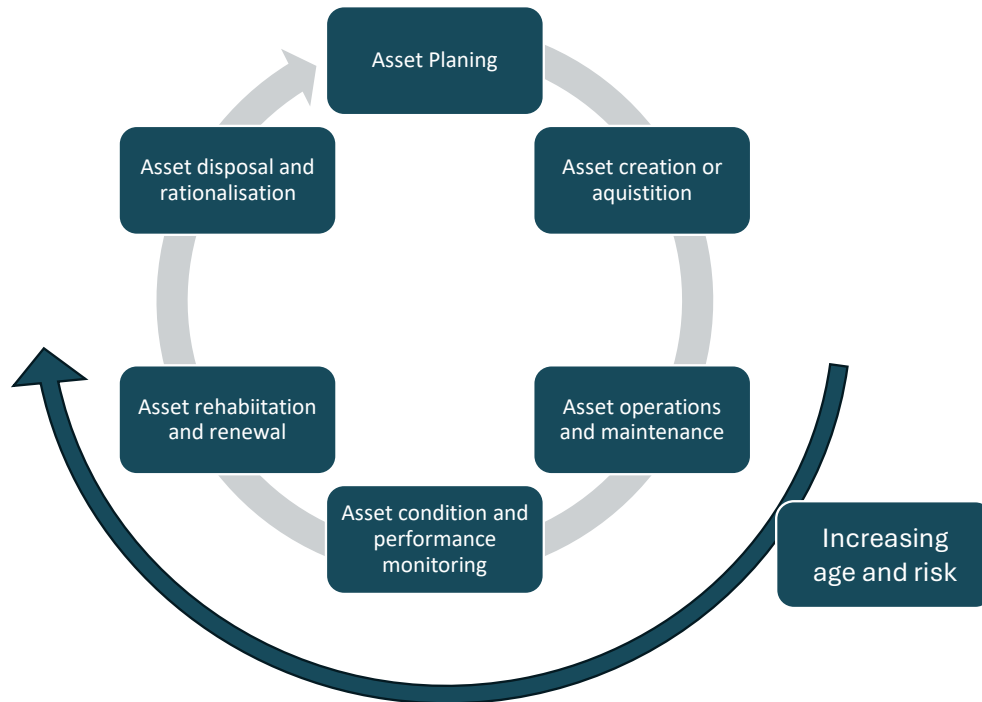 Asset Planing
Asset creation or
aquistition
Asset operations
and maintenance
Asset condition and
performance
monitoring
Asset rehabiitation
and renewal
Asset disposal and
rationalisation
Increasing
age and risk